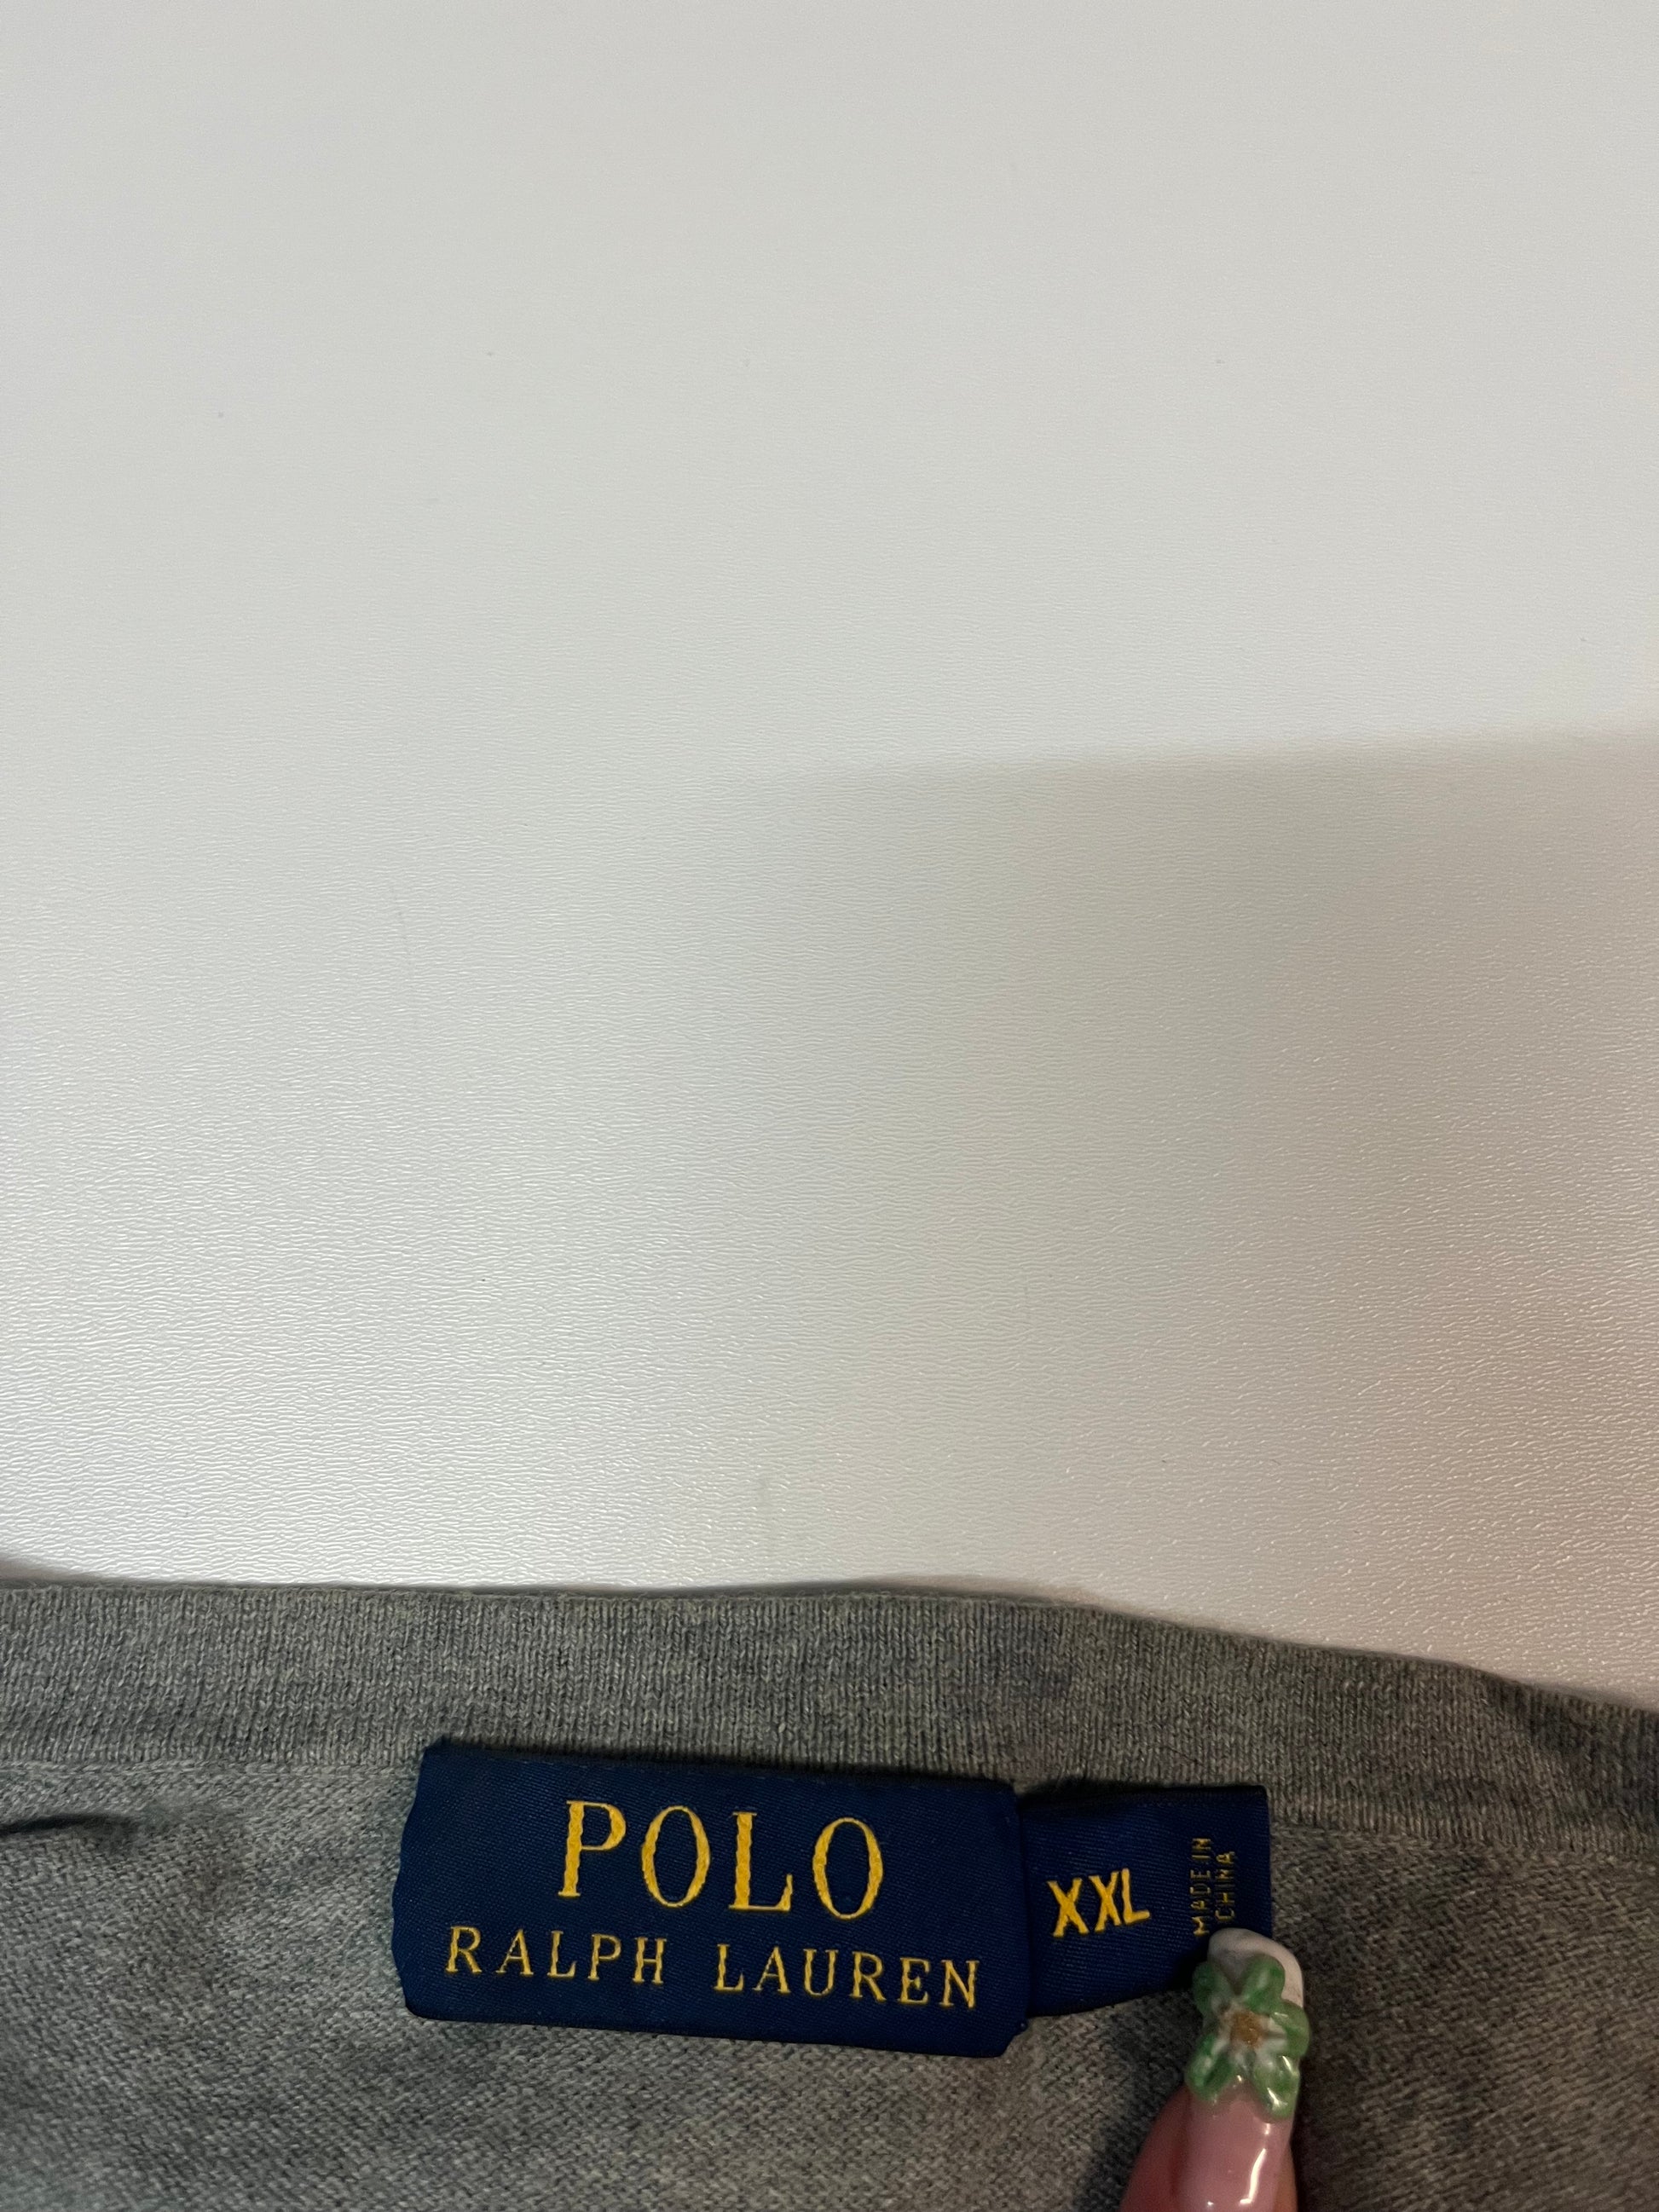 POLO
RALPH LAUREN
XXL
MADE IN
CHINA